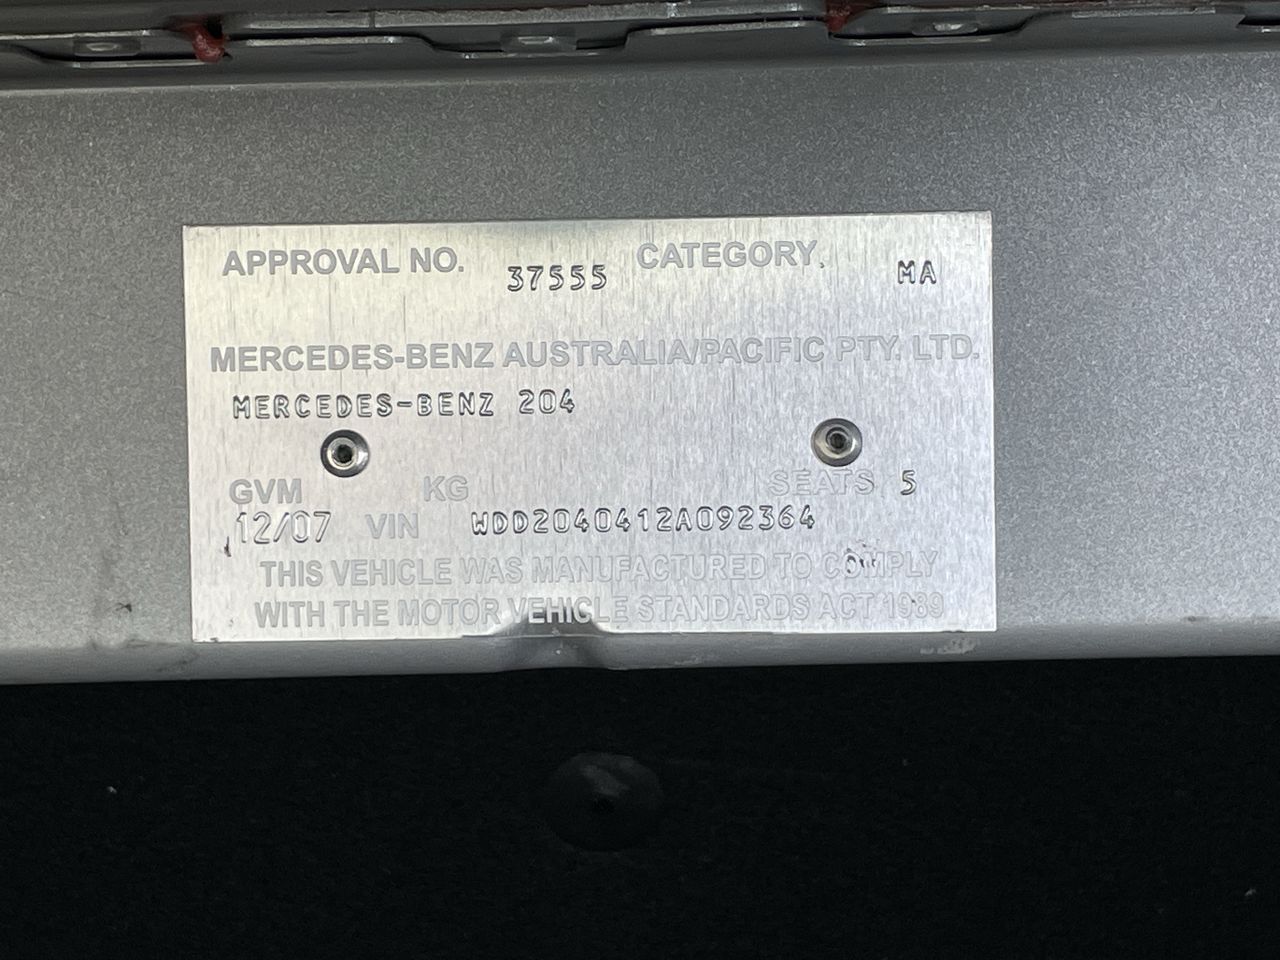 APPROVAL NO. 37555 CATEGORY. MA
MERCEDES-BENZ AUSTRALIA/PACIFIC PTY. LTD.
MERCEDES-BENZ 204
GVM KG SEATS 5
12/07 VIN WDD2040412A092364
THIS VEHICLE WAS MANUFACTURED TO COMPLY
WITH THE MOTOR VEHICLE STANDARDS ACT 1989